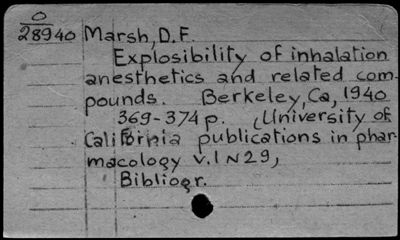 O
28940 Marsh, D.F.
Explosibility of inhalation
anesthetics and related com-
pounds. Berkeley, Ca, 1940
369-374 p. (University of
California publications in phar-
macology v.1 N 29,
Bibliogr.